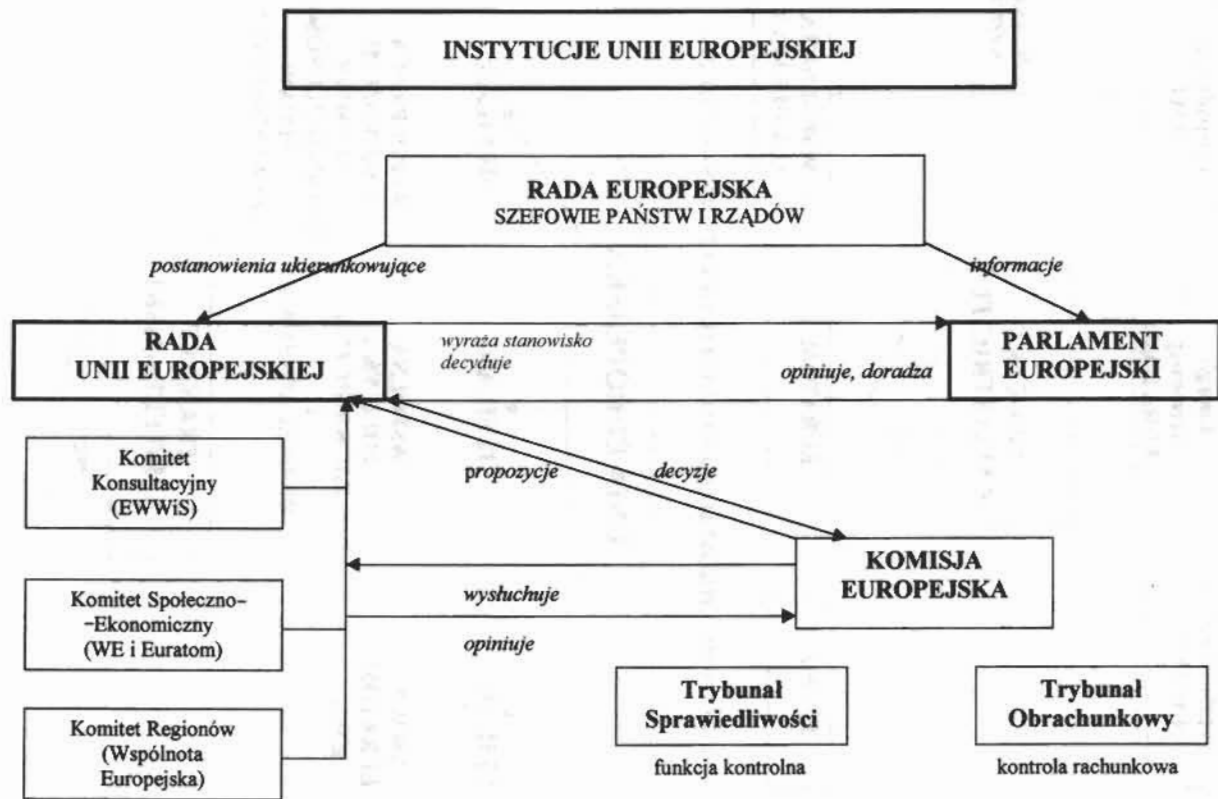 INSTYTUCJE UNII EUROPEJSKIEJ
RADA EUROPEJSKA
SZEFOWIE PAŃSTW I RZĄDÓW
postanowienia ukierunkowujące
informacje
RADA
UNII EUROPEJSKIEJ
wyraża stanowisko
decyduje
opiniuje, doradza
PARLAMENT
EUROPEJSKI
Komitet
Konsultacyjny
(EWWiS)
propozycje
decyzje
KOMISJA
EUROPEJSKA
wysłuchuje
opiniuje
Komitet Społeczno-
-Ekonomiczny
(WE i Euratom)
Komitet Regionów
(Wspólnota
Europejska)
Trybunał
Sprawiedliwości
funkcja kontrolna
Trybunał
Obrachunkowy
kontrola rachunkowa